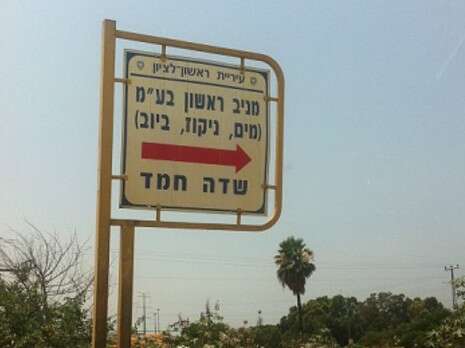 עיריית ראשון-לציון
מניב ראשון בע"מ
(מים, ניקוז, ביוב)
שדה חמד